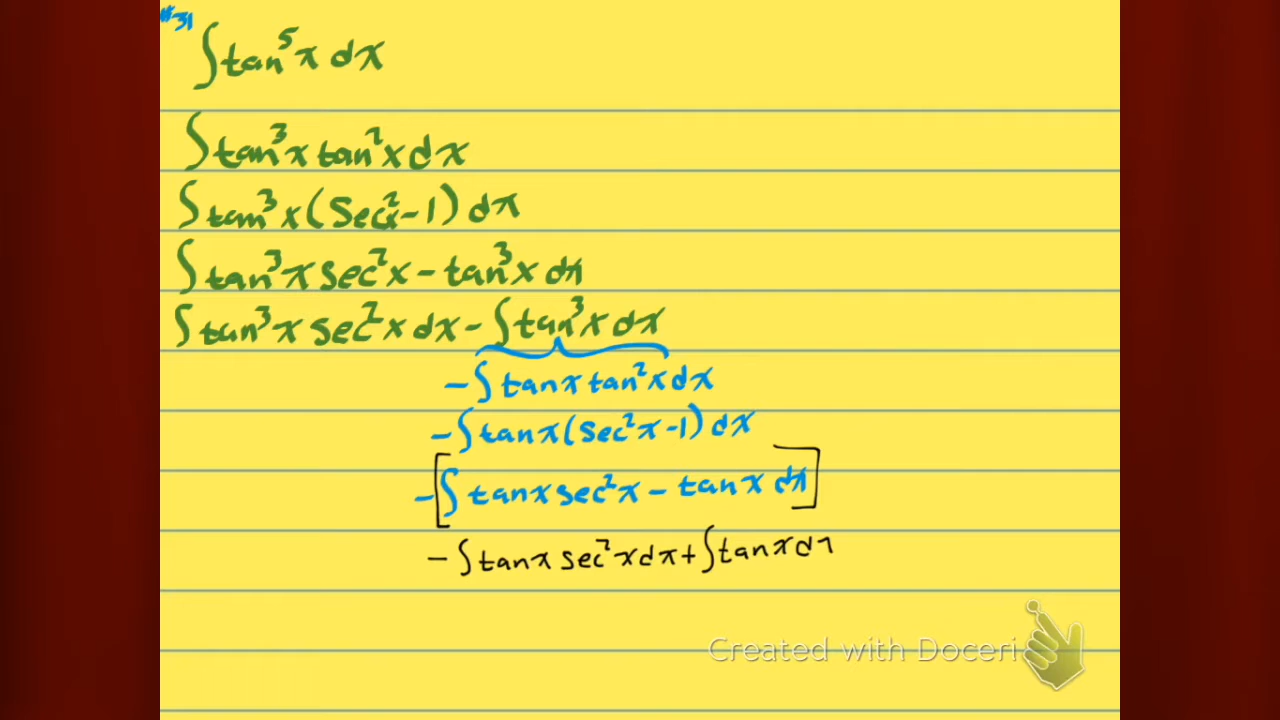 #31
∫tan⁵x dx
∫tan³x tan²x dx
∫tan³x(sec²x-1) dx
∫tan³x sec²x - tan³x dx
∫tan³x sec²x dx - ∫tan³x dx
-∫tanx tan²x dx
-∫tanx(sec²x-1) dx
-[∫tanx sec²x - tanx dx]
-∫tanx sec²x dx + ∫tanx dx
Created with Doceri